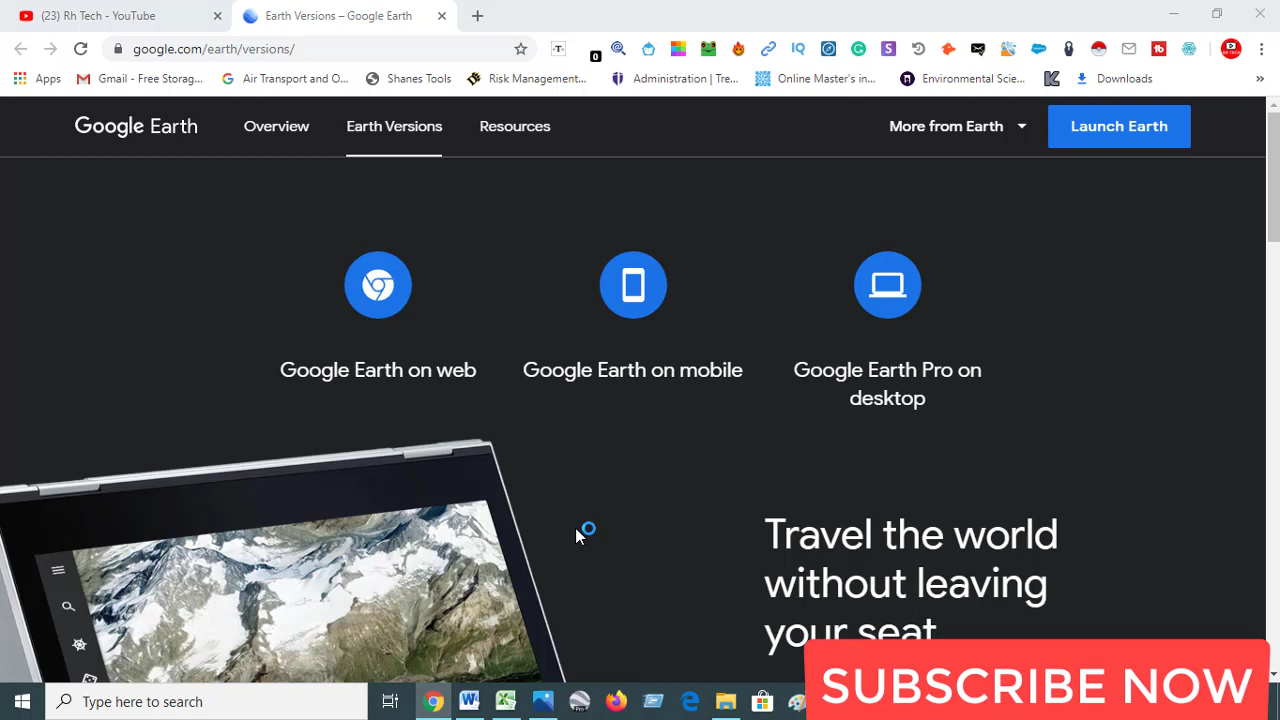 (23) Rh Tech - YouTube
Earth Versions – Google Earth
google.com/earth/versions/
Apps
Gmail - Free Storag...
Air Transport and O...
Shanes Tools
Risk Management...
Administration | Tre...
Online Master's in...
Environmental Scie...
Downloads
Google Earth
Overview
Earth Versions
Resources
More from Earth
Launch Earth
Google Earth on web
Google Earth on mobile
Google Earth Pro on
desktop
Travel the world
without leaving
your seat
SUBSCRIBE NOW
Type here to search